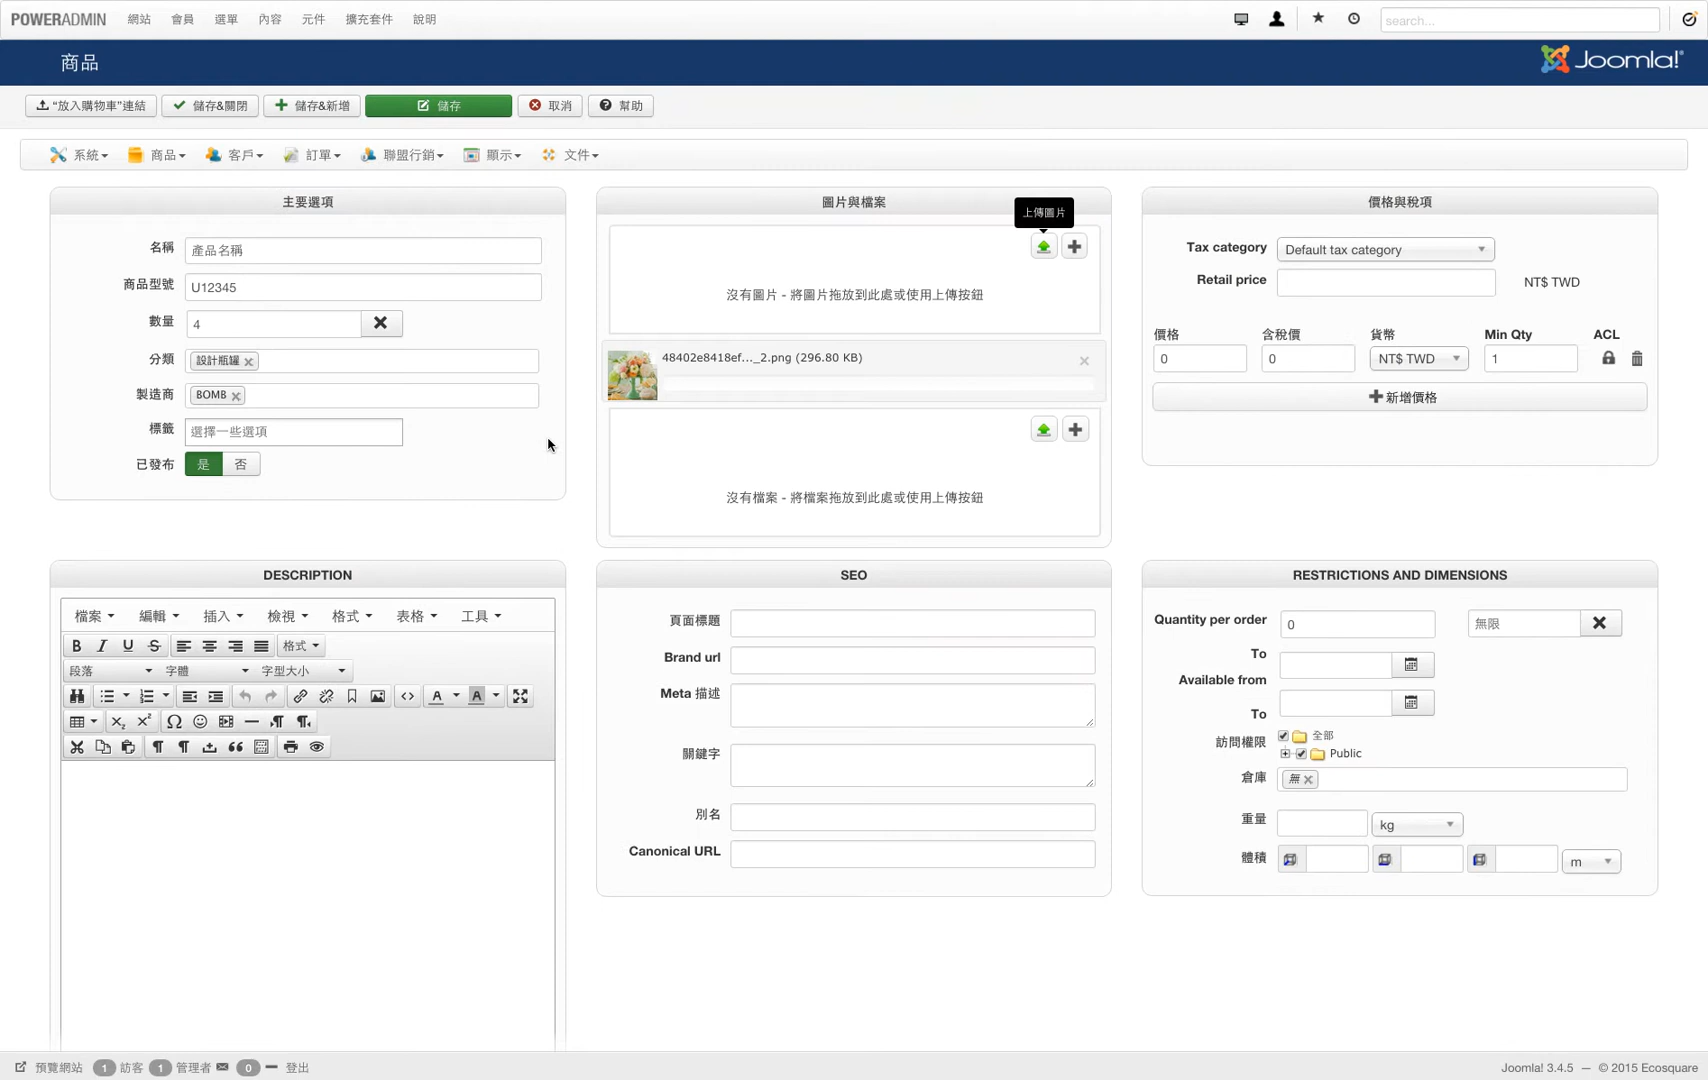 POWERADMIN 網站 會員 選單 內容 元件 擴充套件 說明 search...
商品 Joomla!
“放入購物車”連結 儲存&關閉 儲存&新增 儲存 取消 幫助
系統 商品 客戶 訂單 聯盟行銷 顯示 文件
主要選項
名稱 產品名稱
商品型號 U12345
數量 4
分類 設計瓶罐
製造商 BOMB
標籤 選擇一些選項
已發布 是 否
圖片與檔案
上傳圖片
沒有圖片 - 將圖片拖放到此處或使用上傳按鈕
48402e8418ef..._2.png (296.80 KB)
沒有檔案 - 將檔案拖放到此處或使用上傳按鈕
價格與稅項
Tax category Default tax category
Retail price NT$ TWD
價格 含稅價 貨幣 Min Qty ACL
0 0 NT$ TWD 1
新增價格
DESCRIPTION
檔案 編輯 插入 檢視 格式 表格 工具
B I U S 格式
段落 字體 字型大小
A A
SEO
頁面標題
Brand url
Meta 描述
關鍵字
別名
Canonical URL
RESTRICTIONS AND DIMENSIONS
Quantity per order 0 無限
To
Available from
To
訪問權限 全部
Public
倉庫 無
重量 kg
體積 m
預覽網站 1 訪客 1 管理者 0 登出 Joomla! 3.4.5 — © 2015 Ecosquare